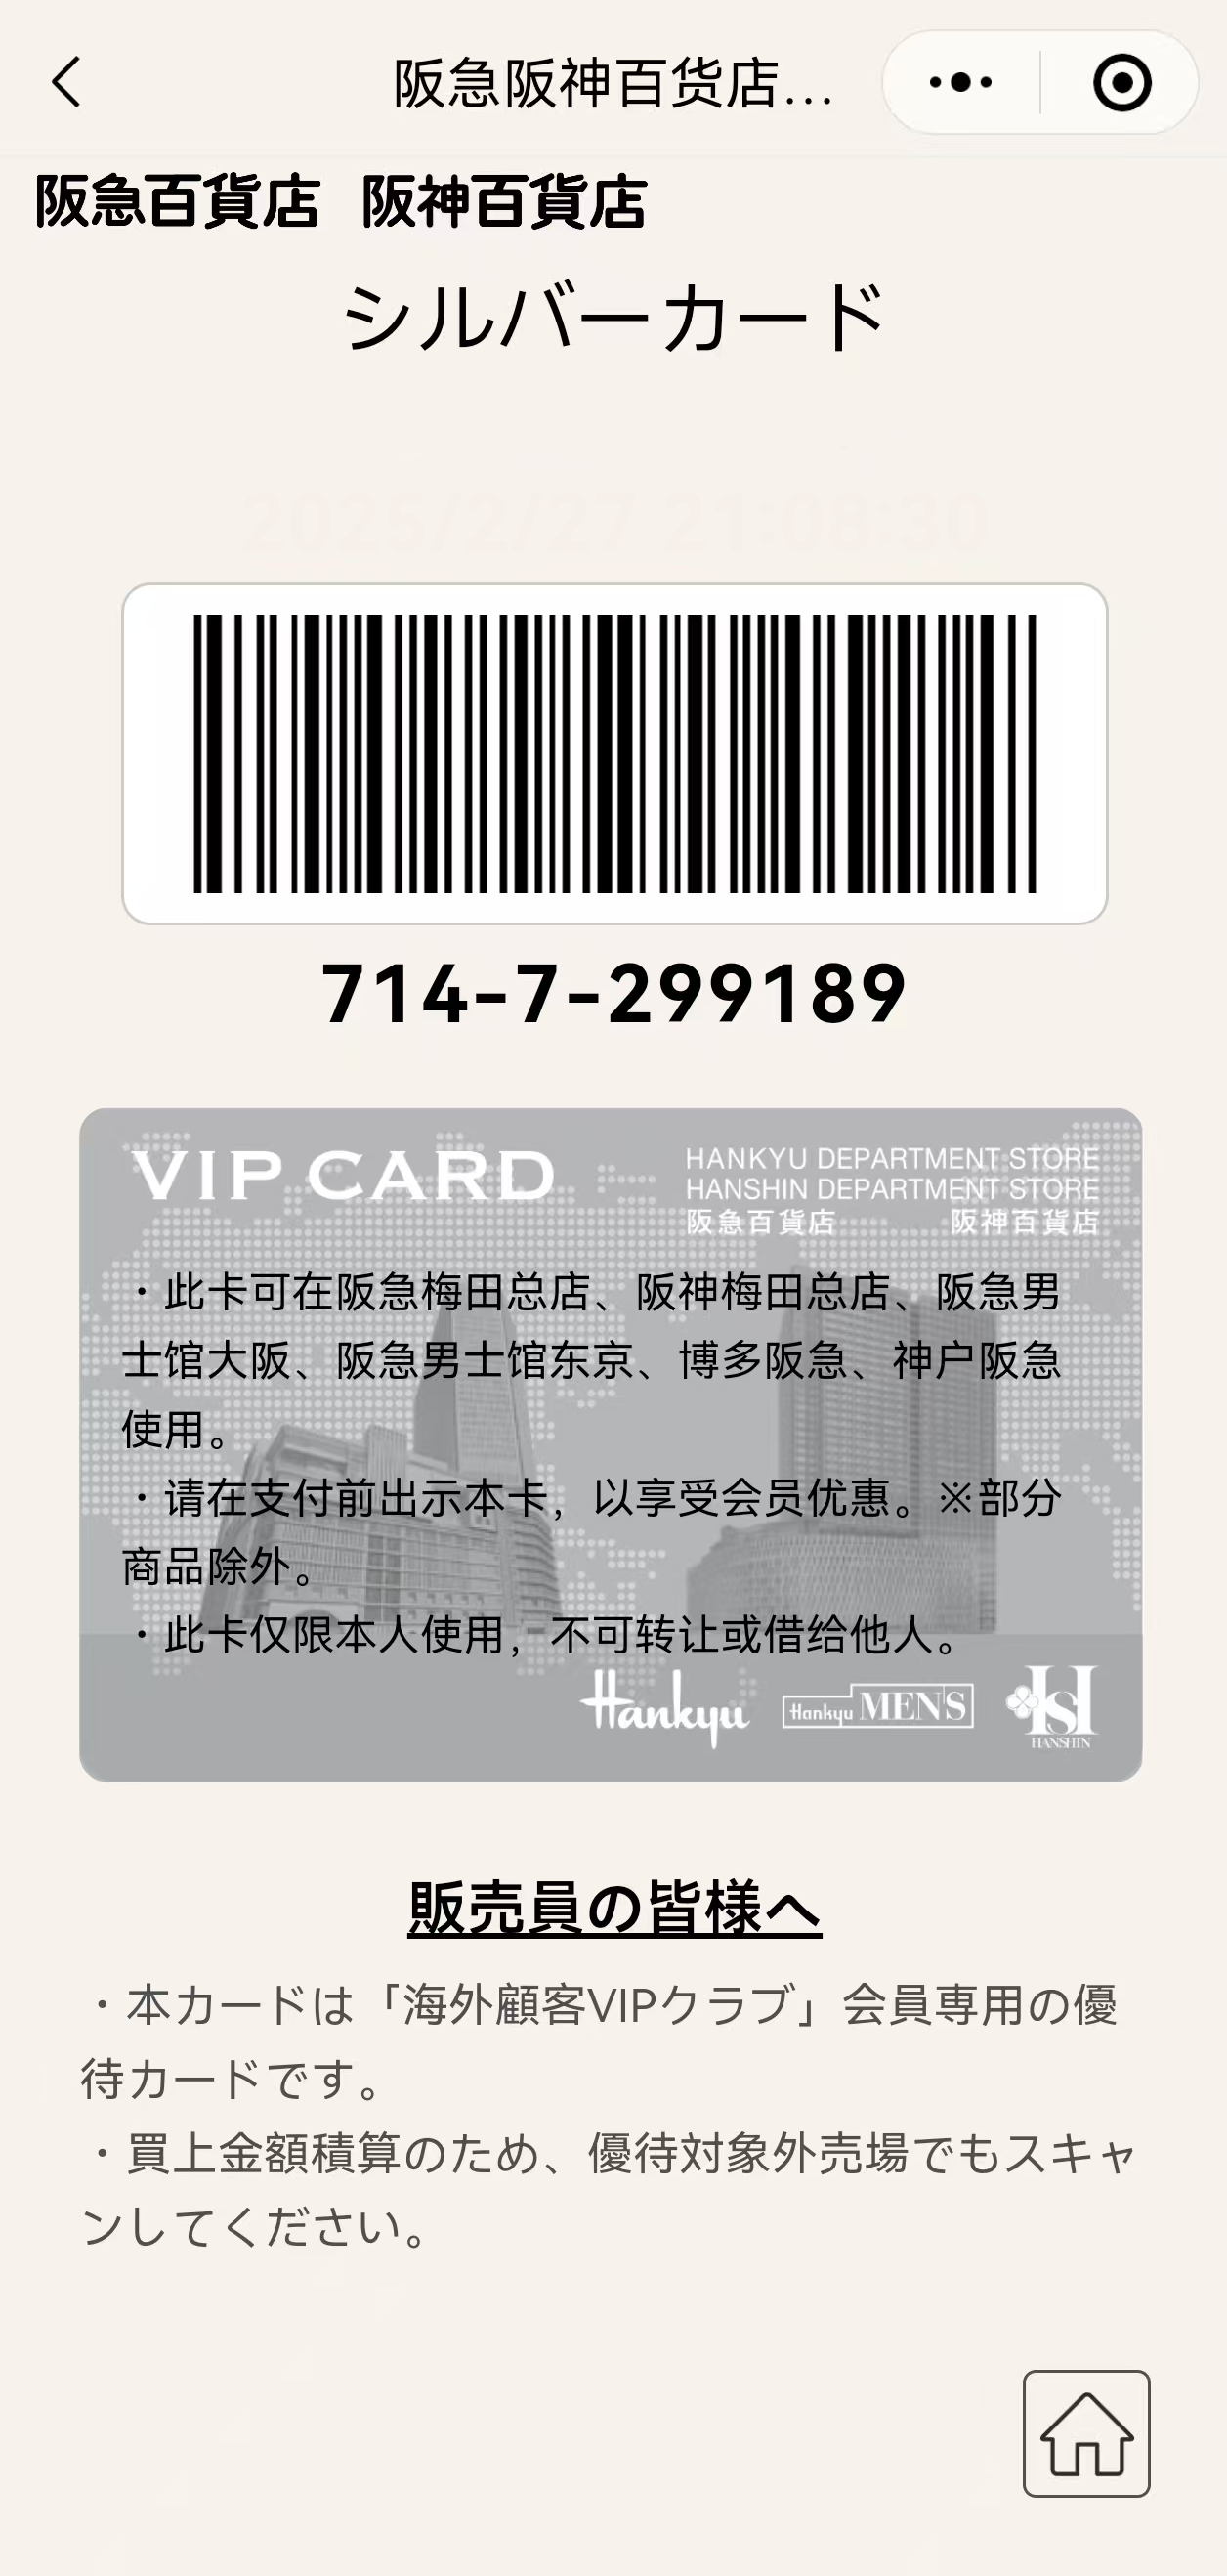 阪急阪神百货店...
阪急百貨店 阪神百貨店
シルバーカード
2025/2/27 21:08:30
714-7-299189
VIP CARD
HANKYU DEPARTMENT STORE
HANSHIN DEPARTMENT STORE
阪急百貨店 阪神百貨店
・此卡可在阪急梅田总店、阪神梅田总店、阪急男
士馆大阪、阪急男士馆东京、博多阪急、神户阪急
使用。
・请在支付前出示本卡，以享受会员优惠。※部分
商品除外。
・此卡仅限本人使用，不可转让或借给他人。
Hankyu Hankyu MEN'S HS HANSHIN
販売員の皆様へ
・本カードは「海外顧客VIPクラブ」会員専用の優
待カードです。
・買上金額積算のため、優待対象外売場でもスキャ
ンしてください。